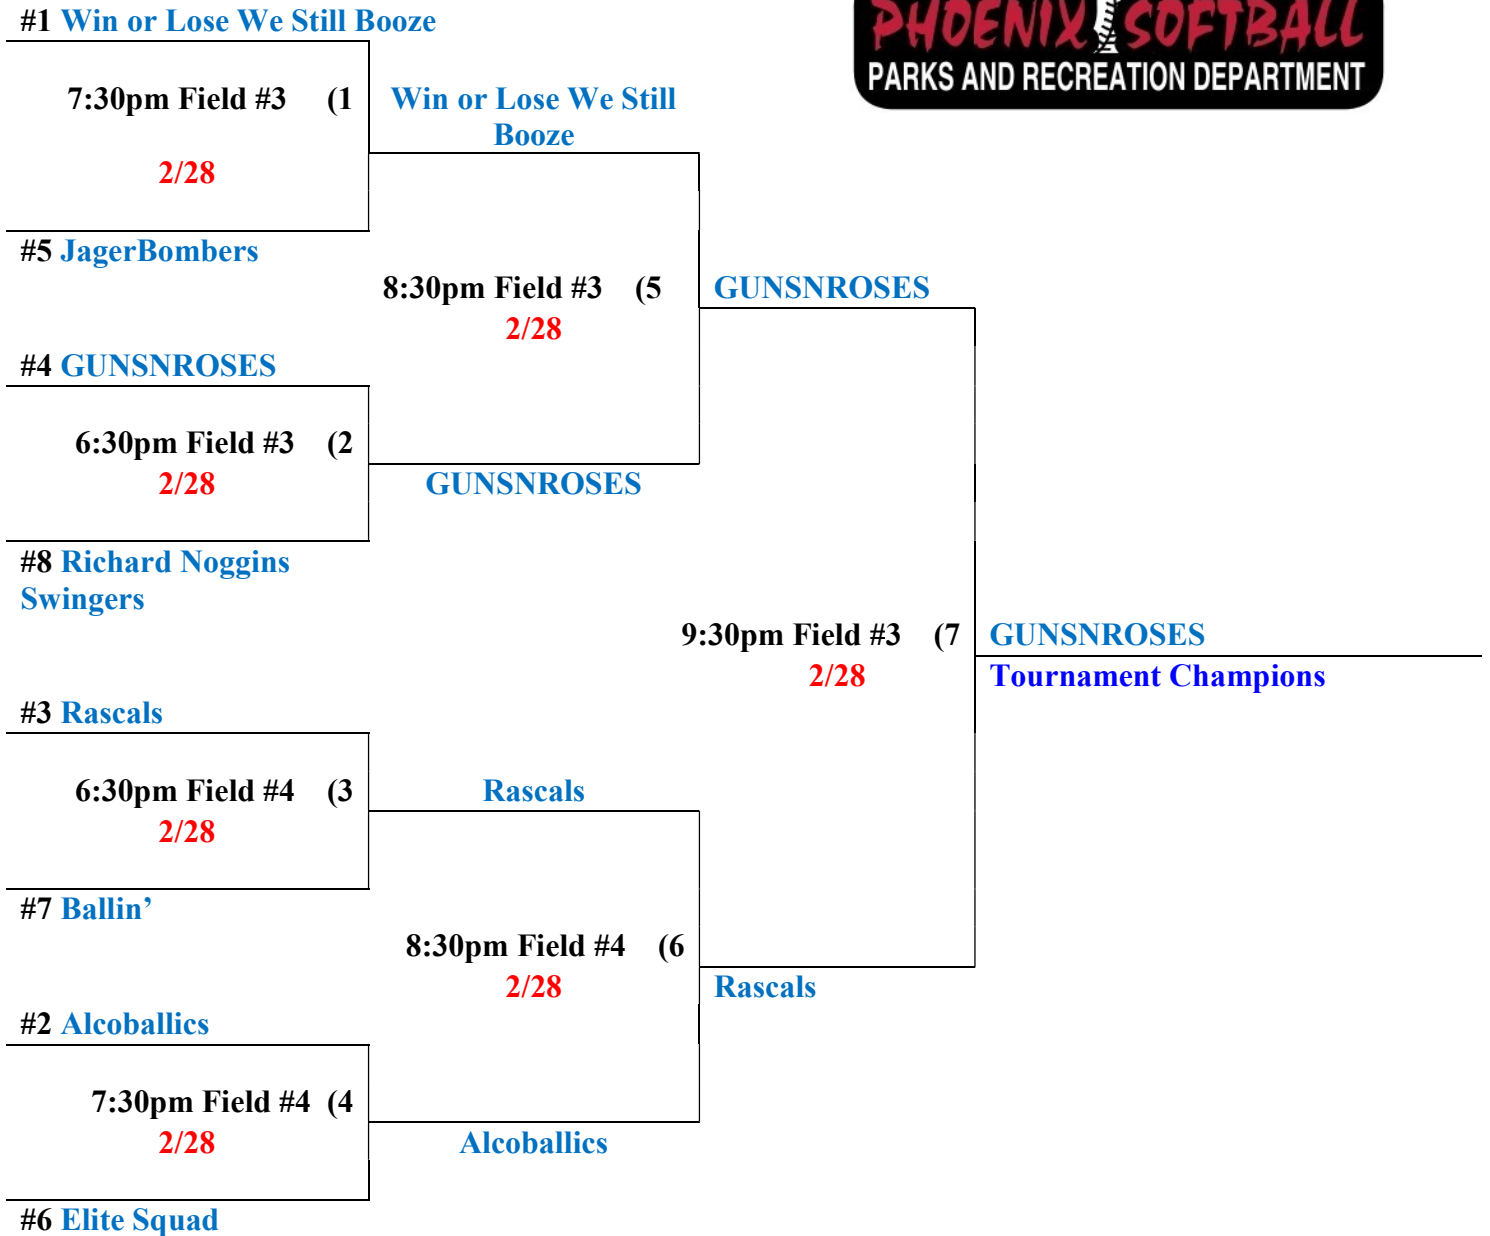 #1 Win or Lose We Still Booze
PHOENIX SOFTBALL
PARKS AND RECREATION DEPARTMENT
7:30pm Field #3 (1
2/28
Win or Lose We Still
Booze
#5 JagerBombers
8:30pm Field #3 (5
2/28
GUNSNROSES
#4 GUNSNROSES
6:30pm Field #3 (2
2/28
GUNSNROSES
#8 Richard Noggins
Swingers
9:30pm Field #3 (7
2/28
GUNSNROSES
Tournament Champions
#3 Rascals
6:30pm Field #4 (3
2/28
Rascals
#7 Ballin’
8:30pm Field #4 (6
2/28
Rascals
#2 Alcoballics
7:30pm Field #4 (4
2/28
Alcoballics
#6 Elite Squad